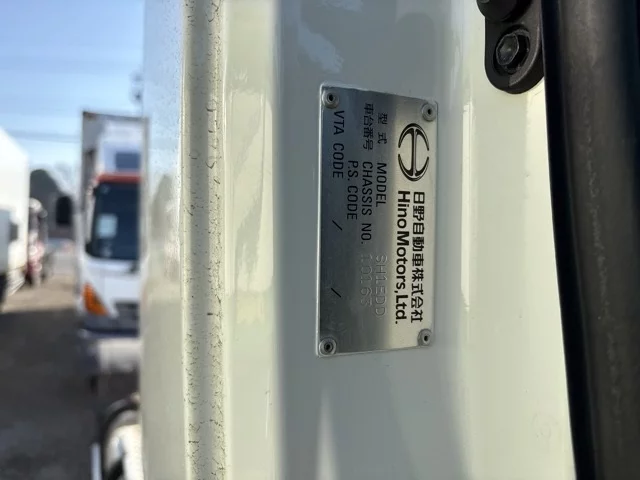 日野自動車株式会社
Hino Motors, Ltd.
型式 MODEL SH1EDD
車台番号 CHASSIS NO.
P.S. CODE /
VTA CODE /